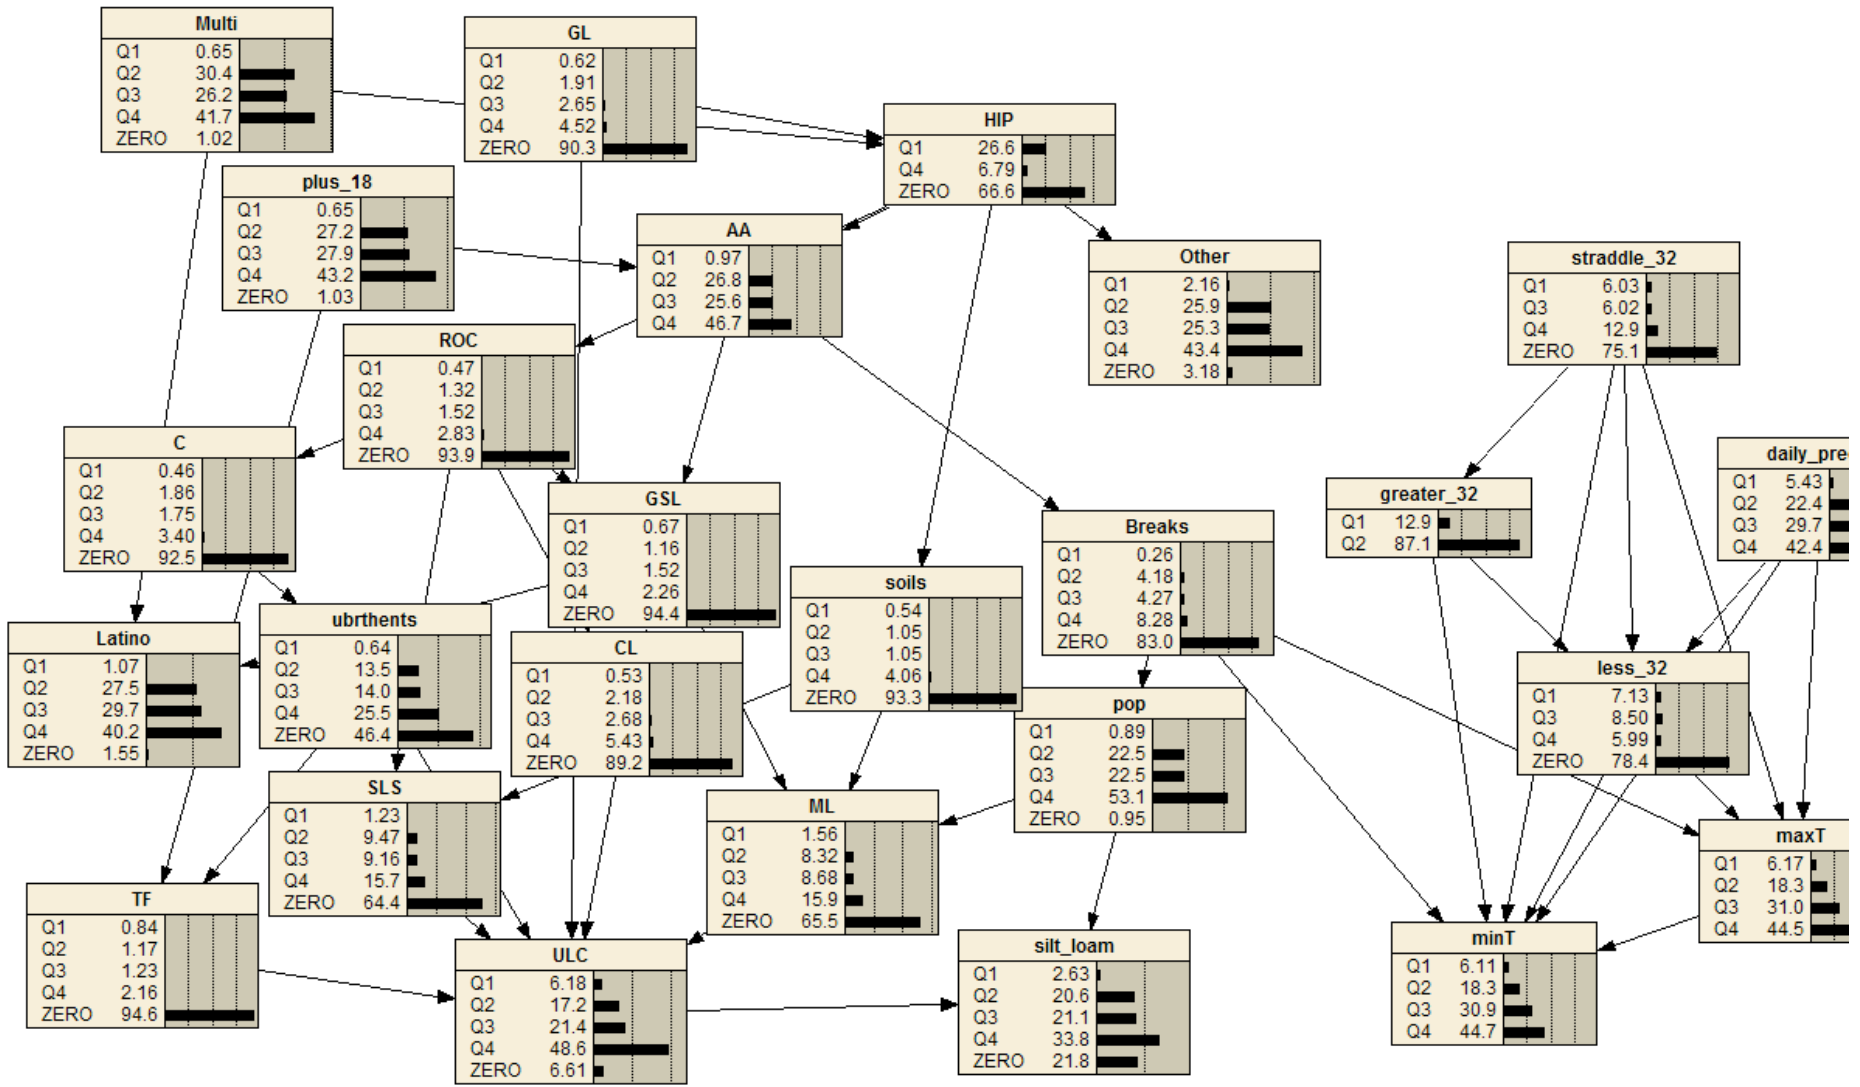 Multi
Q1 0.65
Q2 30.4
Q3 26.2
Q4 41.7
ZERO 1.02
GL
Q1 0.62
Q2 1.91
Q3 2.65
Q4 4.52
ZERO 90.3
HIP
Q1 26.6
Q4 6.79
ZERO 66.6
plus_18
Q1 0.65
Q2 27.2
Q3 27.9
Q4 43.2
ZERO 1.03
AA
Q1 0.97
Q2 26.8
Q3 25.6
Q4 46.7
Other
Q1 2.16
Q2 25.9
Q3 25.3
Q4 43.4
ZERO 3.18
straddle_32
Q1 6.03
Q3 6.02
Q4 12.9
ZERO 75.1
ROC
Q1 0.47
Q2 1.32
Q3 1.52
Q4 2.83
ZERO 93.9
C
Q1 0.46
Q2 1.86
Q3 1.75
Q4 3.40
ZERO 92.5
GSL
Q1 0.67
Q2 1.16
Q3 1.52
Q4 2.26
ZERO 94.4
Breaks
Q1 0.26
Q2 4.18
Q3 4.27
Q4 8.28
ZERO 83.0
greater_32
Q1 12.9
Q2 87.1
daily_pre
Q1 5.43
Q2 22.4
Q3 29.7
Q4 42.4
soils
Q1 0.54
Q2 1.05
Q3 1.05
Q4 4.06
ZERO 93.3
Latino
Q1 1.07
Q2 27.5
Q3 29.7
Q4 40.2
ZERO 1.55
ubrthents
Q1 0.64
Q2 13.5
Q3 14.0
Q4 25.5
ZERO 46.4
CL
Q1 0.53
Q2 2.18
Q3 2.68
Q4 5.43
ZERO 89.2
pop
Q1 0.89
Q2 22.5
Q3 22.5
Q4 53.1
ZERO 0.95
less_32
Q1 7.13
Q3 8.50
Q4 5.99
ZERO 78.4
SLS
Q1 1.23
Q2 9.47
Q3 9.16
Q4 15.7
ZERO 64.4
ML
Q1 1.56
Q2 8.32
Q3 8.68
Q4 15.9
ZERO 65.5
maxT
Q1 6.17
Q2 18.3
Q3 31.0
Q4 44.5
TF
Q1 0.84
Q2 1.17
Q3 1.23
Q4 2.16
ZERO 94.6
ULC
Q1 6.18
Q2 17.2
Q3 21.4
Q4 48.6
ZERO 6.61
silt_loam
Q1 2.63
Q2 20.6
Q3 21.1
Q4 33.8
ZERO 21.8
minT
Q1 6.11
Q2 18.3
Q3 30.9
Q4 44.7